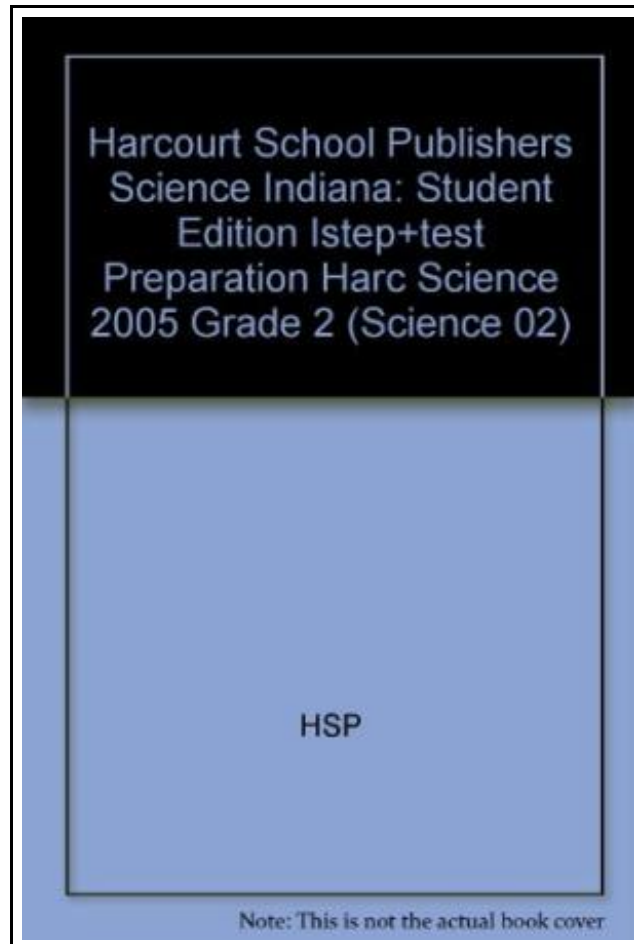 Harcourt School Publishers
Science Indiana: Student
Edition Istep+test
Preparation Harc Science
2005 Grade 2 (Science 02)
HSP
Note: This is not the actual book cover